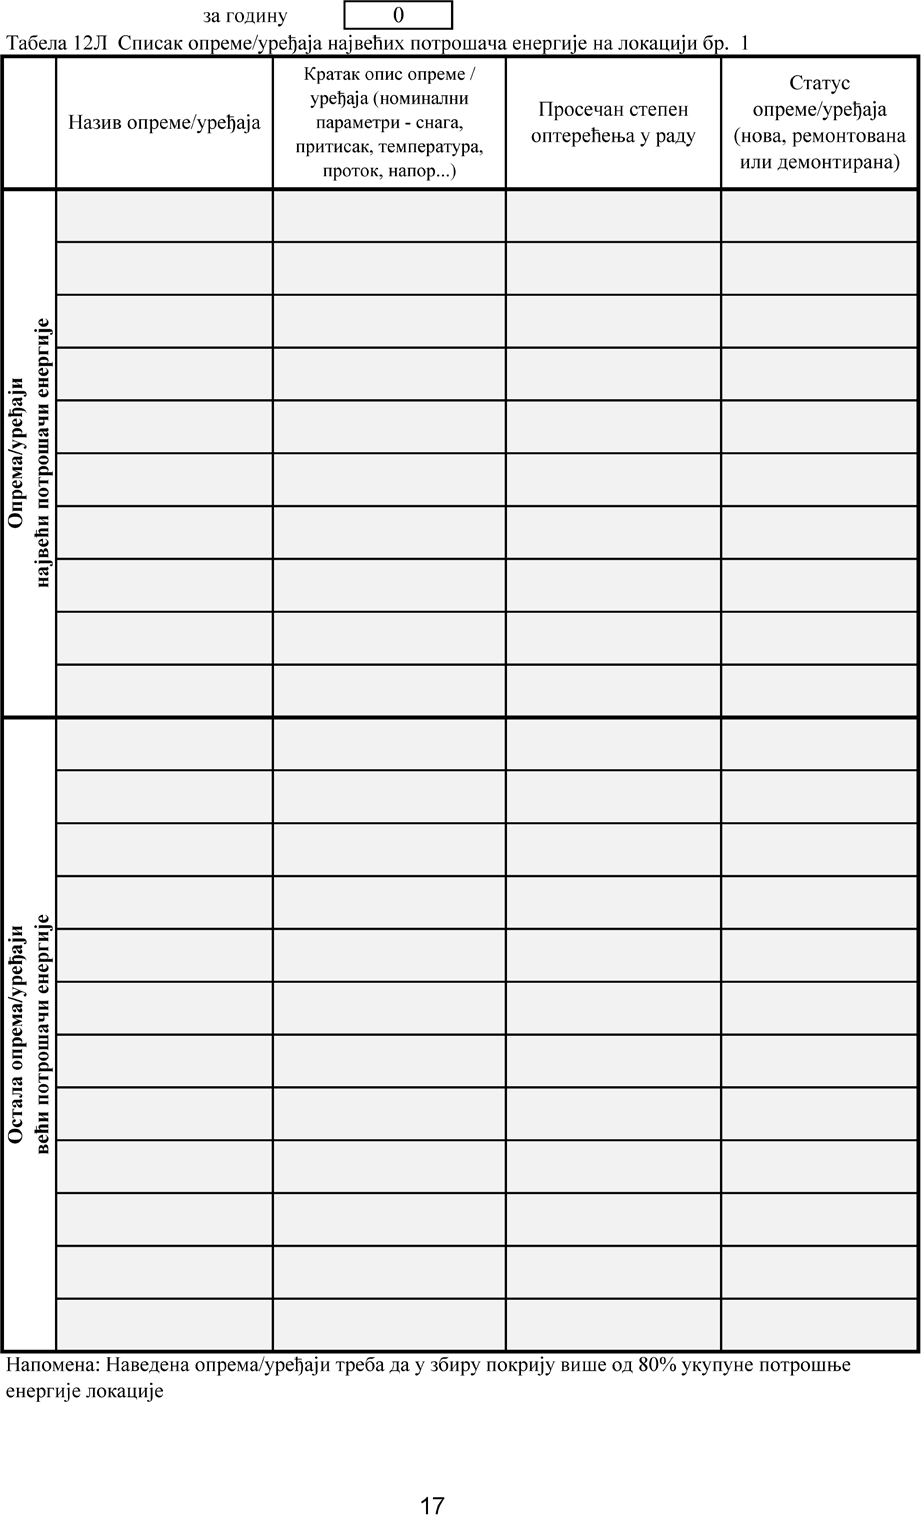 за годину 0
Табела 12Л Списак опреме/уређаја највећих потрошача енергије на локацији бр. 1
Назив опреме/уређаја
Кратак опис опреме /
уређаја (номинални
параметри - снага,
притисак, температура,
проток, напор...)
Просечан степен
оптерећења у раду
Статус
опреме/уређаја
(нова, ремонтована
или демонтирана)
Опрема/уређаји
највећи потрошачи енергије
Остала опрема/уређаји
већи потрошачи енергије
Напомена: Наведена опрема/уређаји треба да у збиру покрију више од 80% укупуне потрошње
енергије локације
17